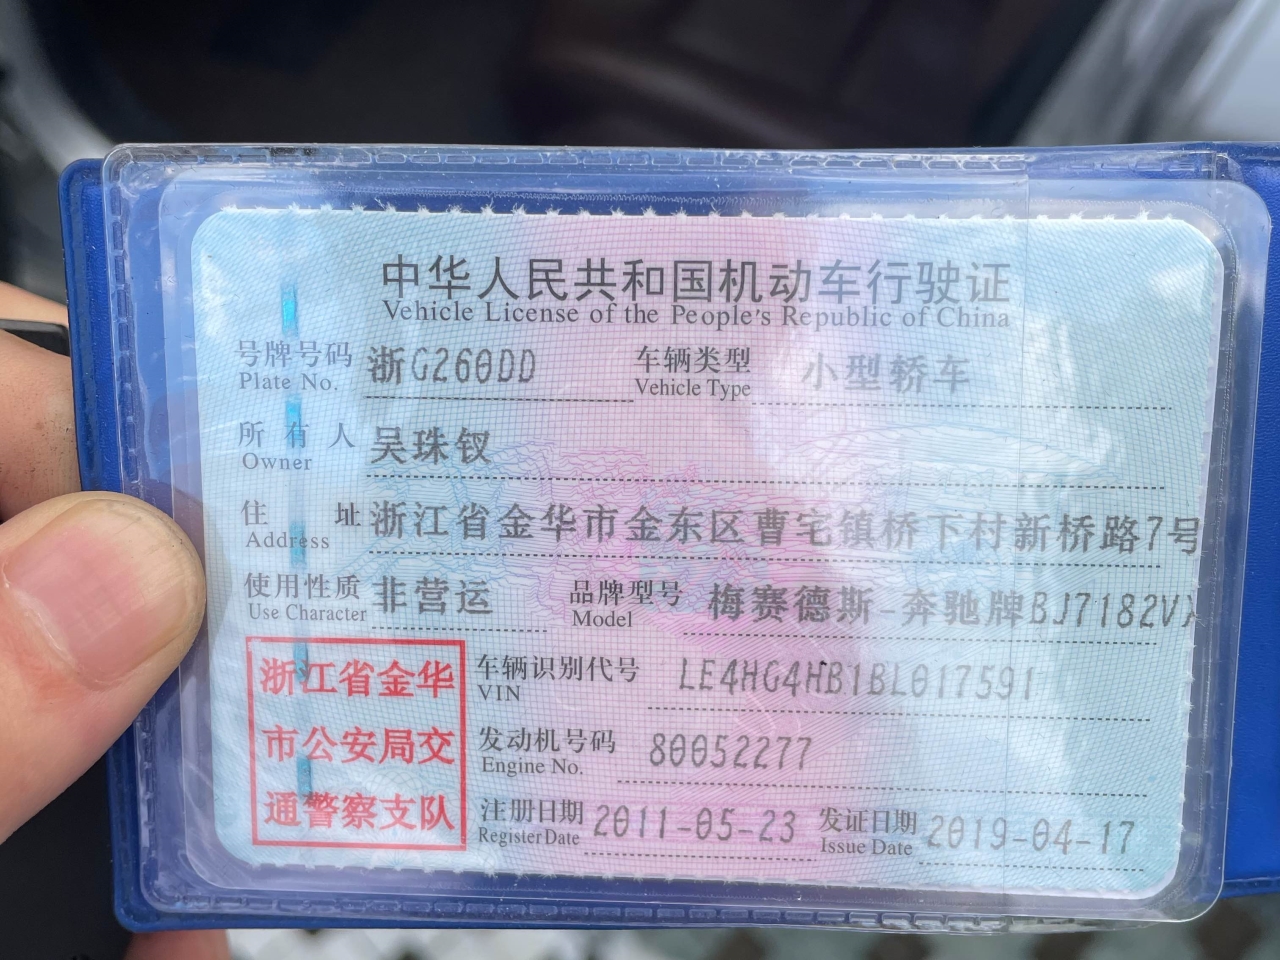 中华人民共和国机动车行驶证
Vehicle License of the People's Republic of China
号牌号码 浙G260DD 车辆类型 小型轿车
Plate No. Vehicle Type
所有人 吴珠钗
Owner
住址 浙江省金华市金东区曹宅镇桥下村新桥路7号
Address
使用性质 非营运 品牌型号 梅赛德斯-奔驰牌BJ7182VX
Use Character Model
浙江省金华
市公安局交
通警察支队
车辆识别代号 LE4HG4HB1BL017591
VIN
发动机号码 80052277
Engine No.
注册日期 2011-05-23 发证日期 2019-04-17
Register Date Issue Date